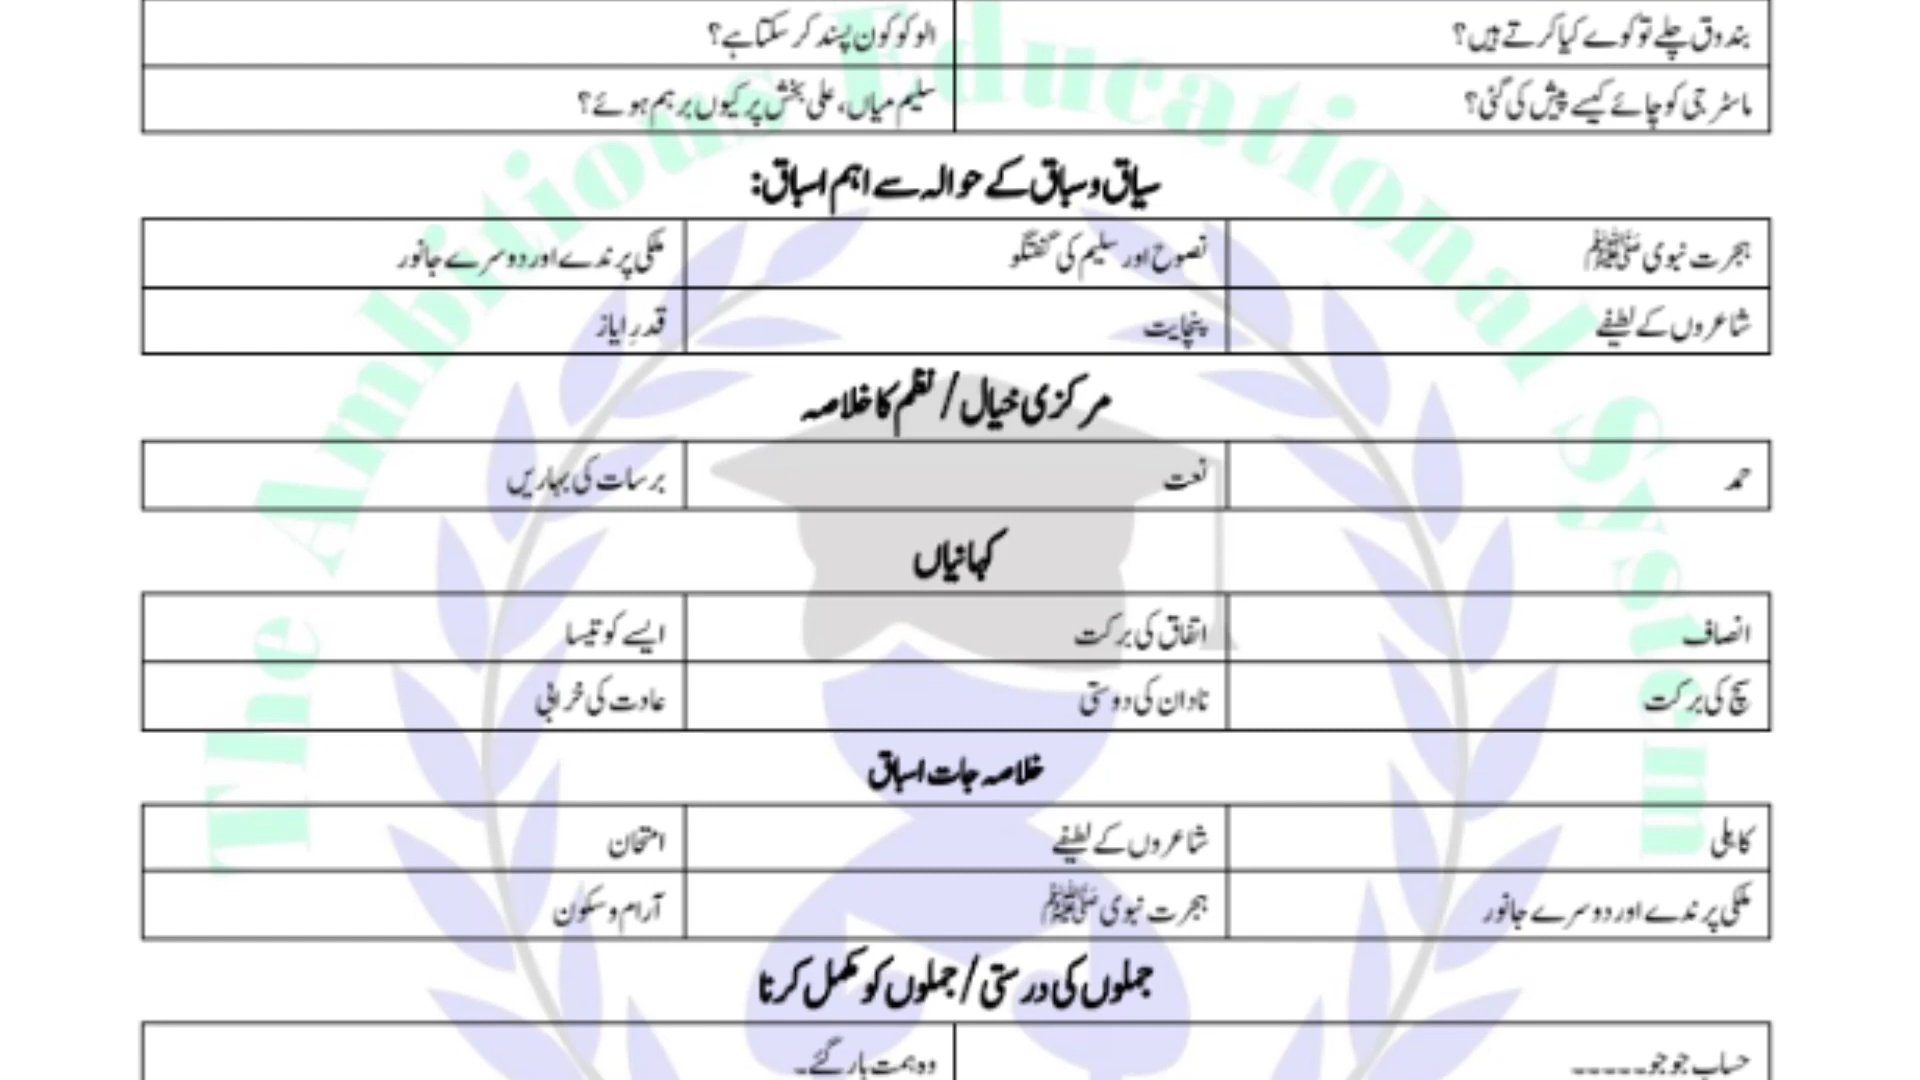 بندوق چلے تو کوے کیا کرتے ہیں؟
الو کو کون پسند کر سکتا ہے؟
ماسٹر جی کو چائے کیسے پیش کی گئی؟
سلیم میاں، علی بخش پر کیوں برہم ہوئے؟
سیاق و سباق کے حوالہ سے اہم اسباق:
ہجرت نبوی ﷺ
نصوح اور سلیم کی گفتگو
ملکی پرندے اور دوسرے جانور
شاعروں کے لطیفے
پنچایت
قدرِ ایاز
مرکزی خیال / نظم کا خلاصہ
حمد
نعت
برسات کی بہاریں
کہانیاں
انصاف
اتفاق کی برکت
ایسے کو تیسا
سچ کی برکت
نادان کی دوستی
عادت کی خرابی
خلاصہ جات اسباق
کاہلی
شاعروں کے لطیفے
امتحان
ملکی پرندے اور دوسرے جانور
ہجرت نبوی ﷺ
آرام و سکون
جملوں کی درستی / جملوں کو مکمل کرنا
حساب جو جو-----
وہ ہمت ہار گئے۔
The Ambitious Educational System